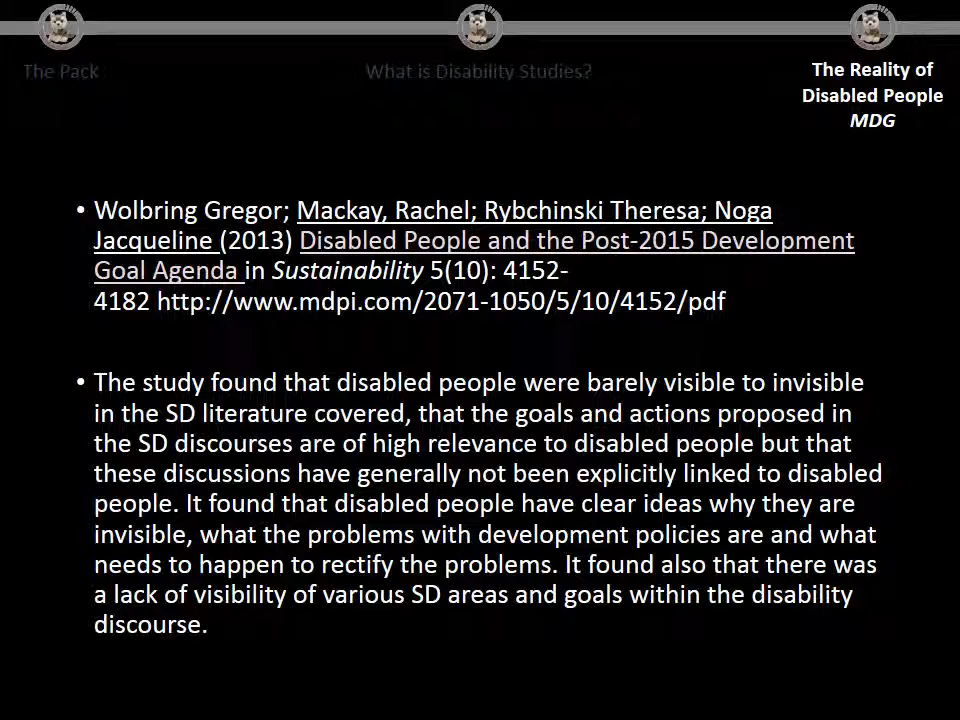 The Pack
What is Disability Studies?
The Reality of
Disabled People
MDG
• Wolbring Gregor; Mackay, Rachel; Rybchinski Theresa; Noga
Jacqueline (2013) Disabled People and the Post-2015 Development
Goal Agenda in Sustainability 5(10): 4152-
4182 http://www.mdpi.com/2071-1050/5/10/4152/pdf
• The study found that disabled people were barely visible to invisible
in the SD literature covered, that the goals and actions proposed in
the SD discourses are of high relevance to disabled people but that
these discussions have generally not been explicitly linked to disabled
people. It found that disabled people have clear ideas why they are
invisible, what the problems with development policies are and what
needs to happen to rectify the problems. It found also that there was
a lack of visibility of various SD areas and goals within the disability
discourse.